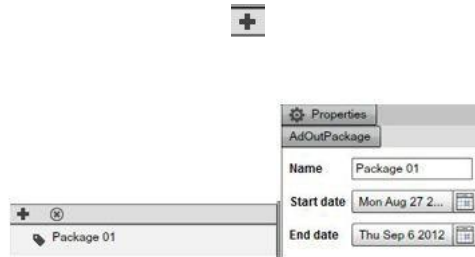 Properties
AdOutPackage
Name Package 01
Start date Mon Aug 27 2...
End date Thu Sep 6 2012
Package 01